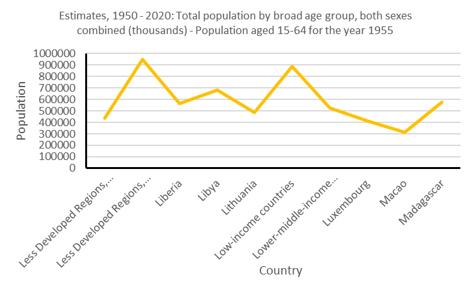 Estimates, 1950 - 2020: Total population by broad age group, both sexes
combined (thousands) - Population aged 15-64 for the year 1955
1000000
900000
800000
700000
600000
500000
400000
300000
200000
100000
0
Population
Less Developed Regions,...
Less Developed Regions,...
Liberia
Libya
Lithuania
Low-income countries
Lower-middle-income...
Luxembourg
Macao
Madagascar
Country